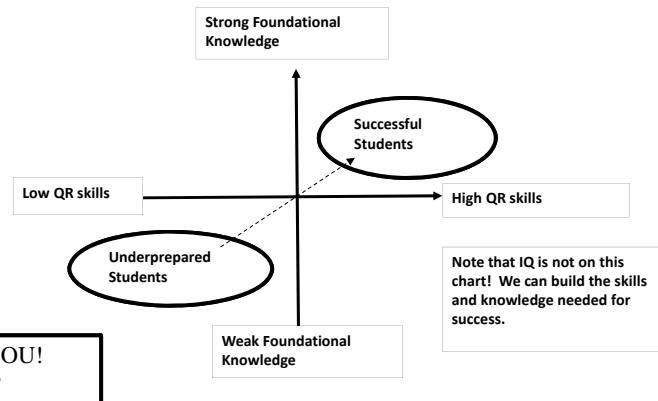 Strong Foundational
Knowledge
Successful
Students
Low QR skills
High QR skills
Underprepared
Students
Note that IQ is not on this
chart! We can build the skills
and knowledge needed for
success.
Weak Foundational
Knowledge
YOU!